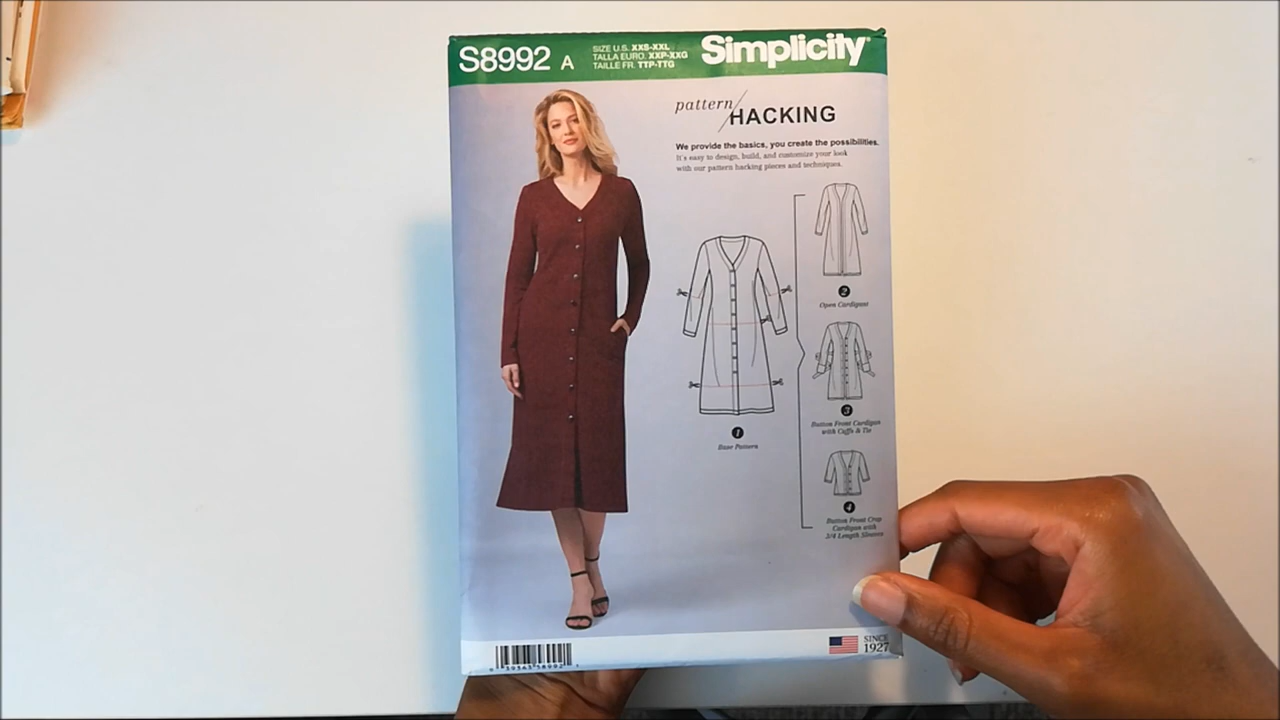 S8992 A
SIZE U.S. XXS-XXL
TALLA EURO. XXP-XXG
TAILLE FR. TTP-TTG
Simplicity®
pattern/HACKING
We provide the basics, you create the possibilities.
It's easy to design, build, and customize your look
with our pattern hacking pieces and techniques.
1
Base Pattern
2
Open Cardigan
3
Button Front Cardigan
with Cuffs & Tie
4
Button Front Crop
Cardigan with
3/4 Length Sleeves
SINCE
1927